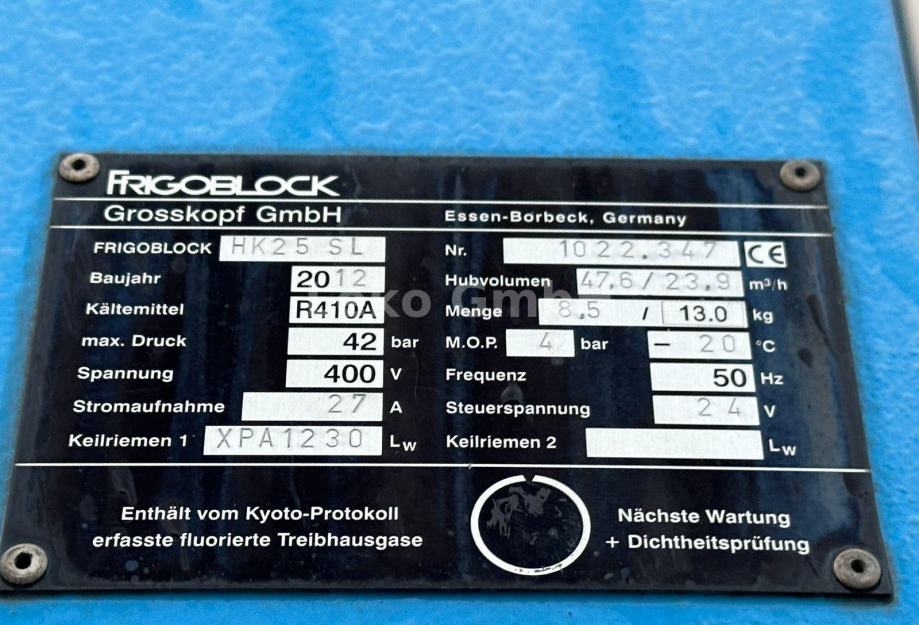 FRIGOBLOCK
Grosskopf GmbH Essen-Borbeck, Germany
FRIGOBLOCK HK25 SL Nr. 1022.347 CE
Baujahr 2012 Hubvolumen 47,6/23,9 m³/h
Kältemittel R410A Menge 8,5 / 13.0 kg
max. Druck 42 bar M.O.P. 4 bar – 20 °C
Spannung 400 V Frequenz 50 Hz
Stromaufnahme 27 A Steuerspannung 24 V
Keilriemen 1 XPA1230 Lw Keilriemen 2 Lw
Enthält vom Kyoto-Protokoll
erfasste fluorierte Treibhausgase
Nächste Wartung
+ Dichtheitsprüfung